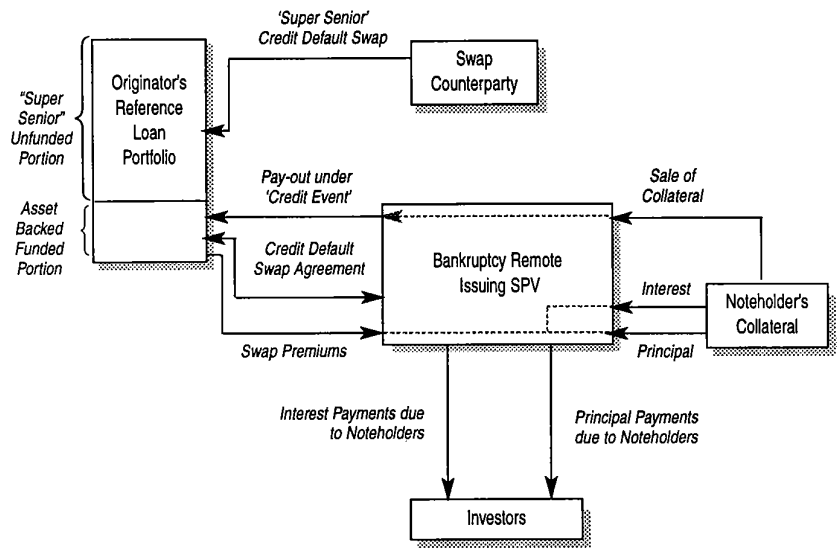 'Super Senior'
Credit Default Swap
Swap
Counterparty
Originator's
Reference
Loan
Portfolio
"Super
Senior"
Unfunded
Portion
Asset
Backed
Funded
Portion
Pay-out under
'Credit Event'
Sale of
Collateral
Credit Default
Swap Agreement
Bankruptcy Remote
Issuing SPV
Interest
Noteholder's
Collateral
Swap Premiums
Principal
Interest Payments due
to Noteholders
Principal Payments
due to Noteholders
Investors